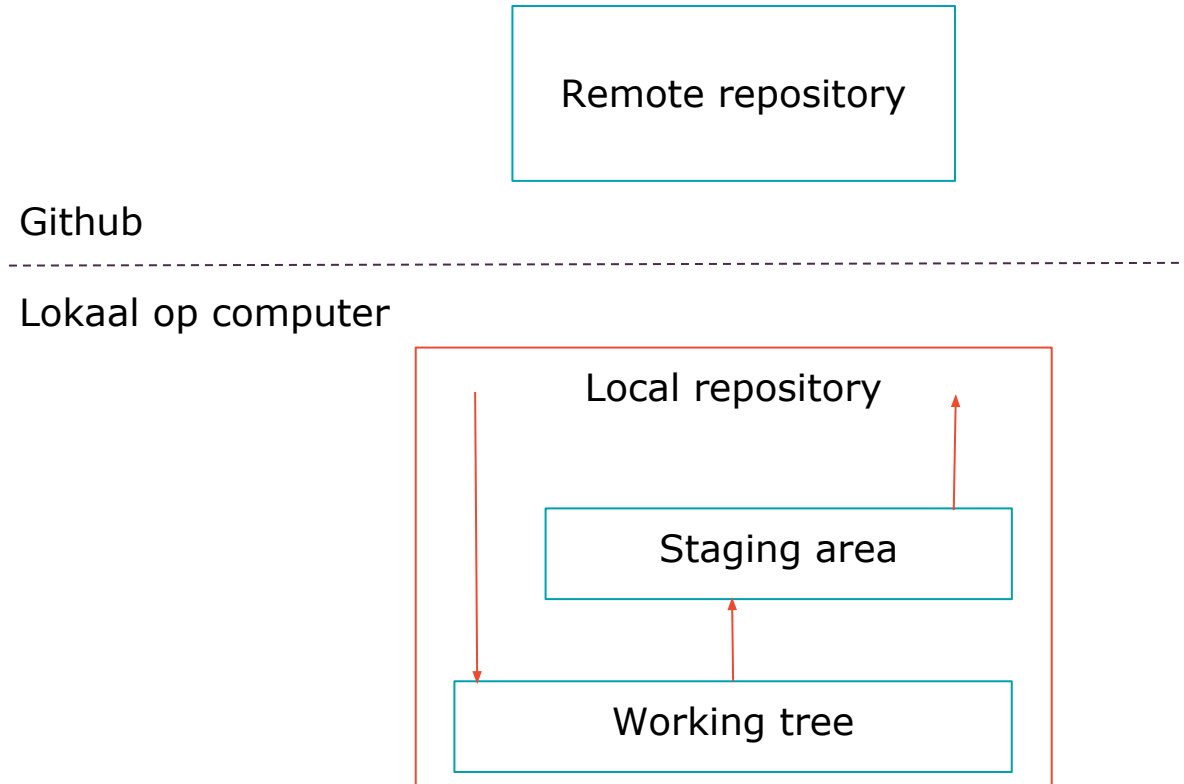 Remote repository
Github
Lokaal op computer
Local repository
Staging area
Working tree